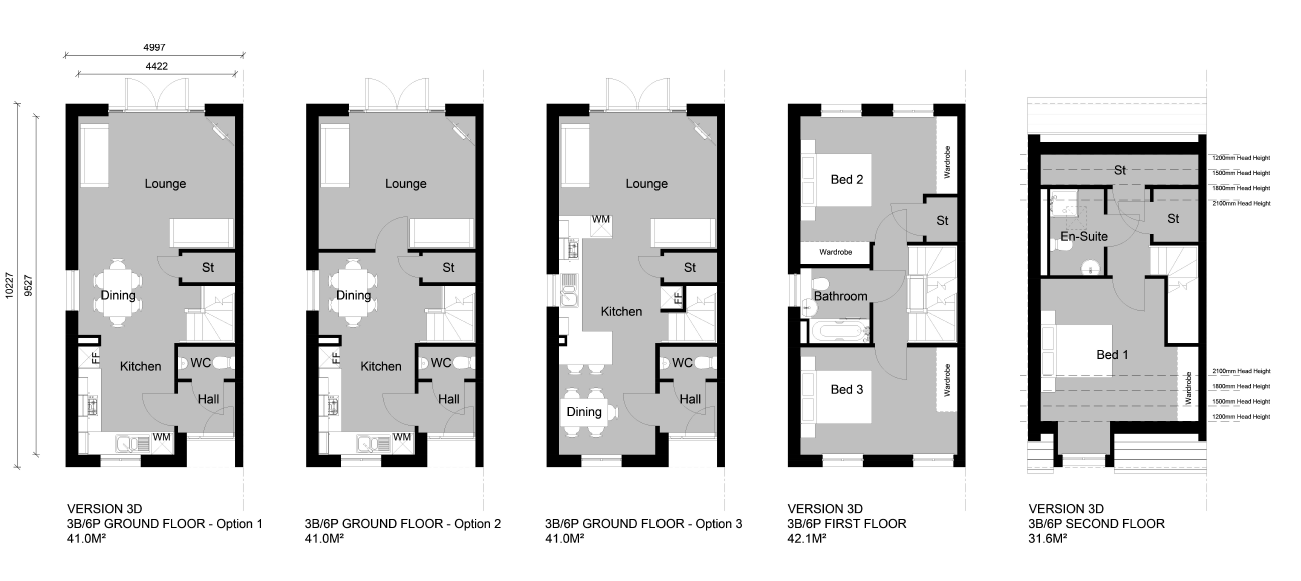 4997
4422
10227
9527
Lounge
St
Dining
FF
Kitchen
WC
Hall
WM
VERSION 3D
3B/6P GROUND FLOOR - Option 1
41.0M²
Lounge
St
Dining
FF
Kitchen
WC
Hall
WM
3B/6P GROUND FLOOR - Option 2
41.0M²
Lounge
WM
St
FF
Kitchen
WC
Hall
Dining
3B/6P GROUND FLOOR - Option 3
41.0M²
Wardrobe
Bed 2
St
Wardrobe
Bathroom
Bed 3
Wardrobe
VERSION 3D
3B/6P FIRST FLOOR
42.1M²
1200mm Head Height
St
1500mm Head Height
1800mm Head Height
2100mm Head Height
St
En-Suite
Bed 1
2100mm Head Height
1800mm Head Height
Wardrobe
1500mm Head Height
1200mm Head Height
VERSION 3D
3B/6P SECOND FLOOR
31.6M²